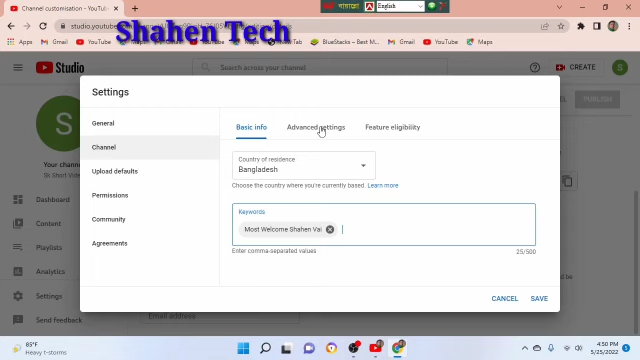 Channel customisation - YouTube
বাংলা English
studio.youtube.com
Shahen Tech
Apps Gmail YouTube Maps YouTube BlueStacks - Best M... Gmail YouTube Maps
Studio Search across your channel CREATE S
S
Settings
PUBLISH
General
Channel
Upload defaults
Permissions
Community
Agreements
Basic info Advanced settings Feature eligibility
Country of residence
Bangladesh
Choose the country where you're currently based. Learn more
Keywords
Most Welcome Shahen Vai
Enter comma-separated values 25/500
CANCEL SAVE
Your channel
Dashboard
Content
Playlists
Analytics
Settings
Send feedback
Email address
85°F
Heavy t-storms
4:50 PM
5/25/2022